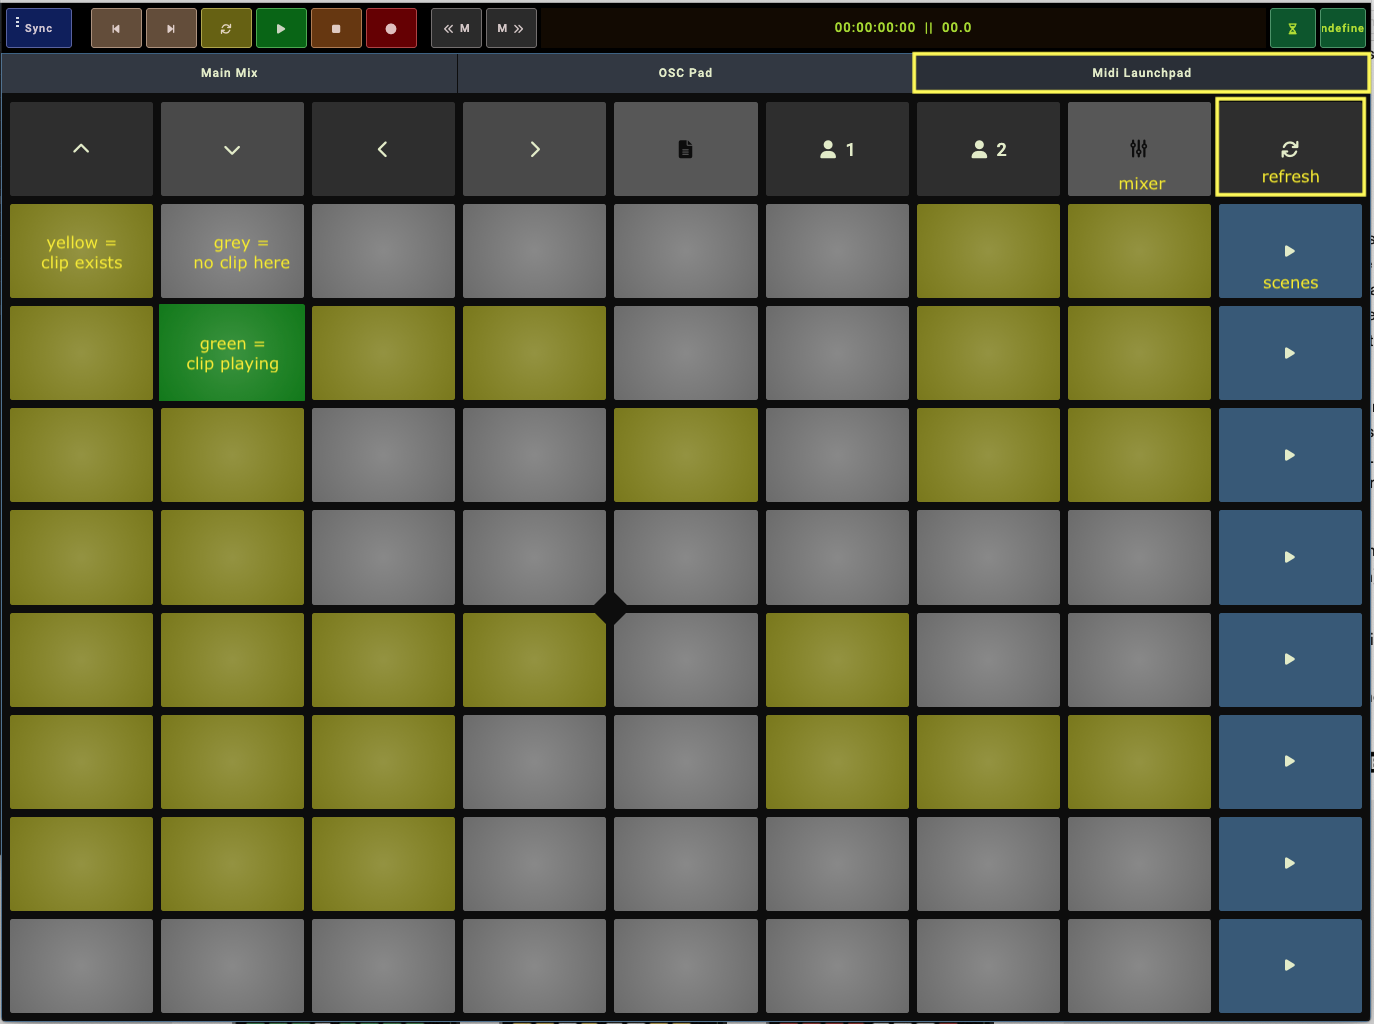 Sync
« M
M »
00:00:00:00 || 00.0
ndefine
Main Mix
OSC Pad
Midi Launchpad
1
2
mixer
refresh
yellow =
clip exists
grey =
no clip here
scenes
green =
clip playing